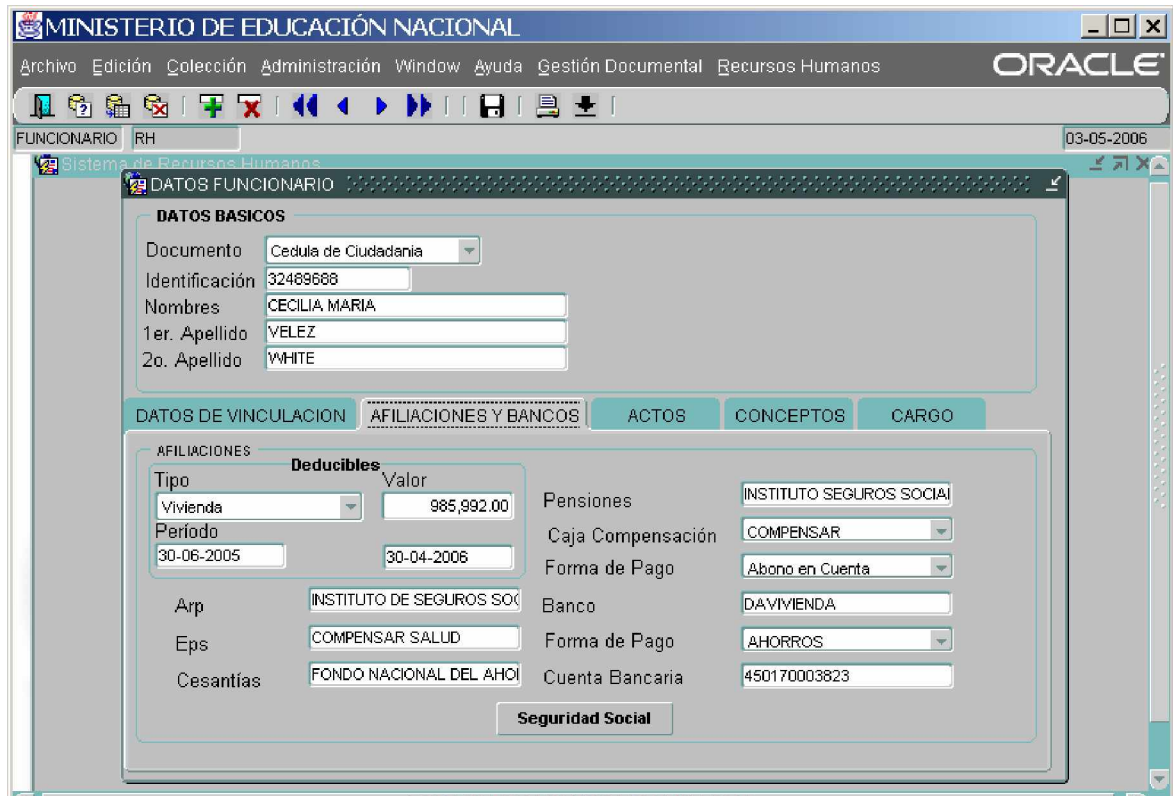 MINISTERIO DE EDUCACIÓN NACIONAL
Archivo Edición Colección Administración Window Ayuda Gestión Documental Recursos Humanos ORACLE
FUNCIONARIO RH 03-05-2006
Sistema de Recursos Humanos
DATOS FUNCIONARIO
DATOS BASICOS
Documento Cedula de Ciudadania
Identificación 32489688
Nombres CECILIA MARIA
1er. Apellido VELEZ
2o. Apellido WHITE
DATOS DE VINCULACION AFILIACIONES Y BANCOS ACTOS CONCEPTOS CARGO
AFILIACIONES
Deducibles
Tipo Valor
Vivienda 985,992.00
Período
30-06-2005 30-04-2006
Arp INSTITUTO DE SEGUROS SOC
Eps COMPENSAR SALUD
Cesantías FONDO NACIONAL DEL AHO
Pensiones INSTITUTO SEGUROS SOCIAL
Caja Compensación COMPENSAR
Forma de Pago Abono en Cuenta
Banco DAVIVIENDA
Forma de Pago AHORROS
Cuenta Bancaria 450170003823
Seguridad Social